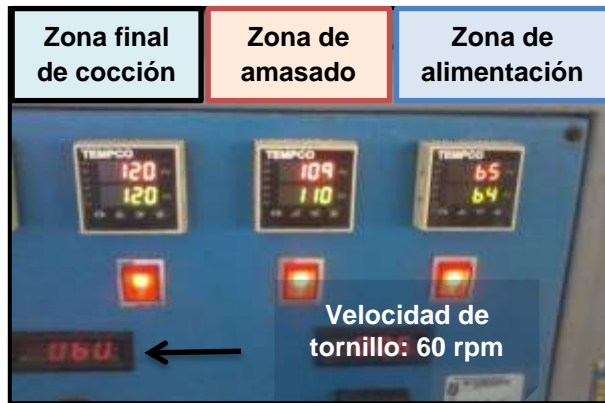 Zona final
de cocción
Zona de
amasado
Zona de
alimentación
TEMPCO
TEMPCO
TEMPCO
120
109
65
120
110
64
Velocidad de
tornillo: 60 rpm
060